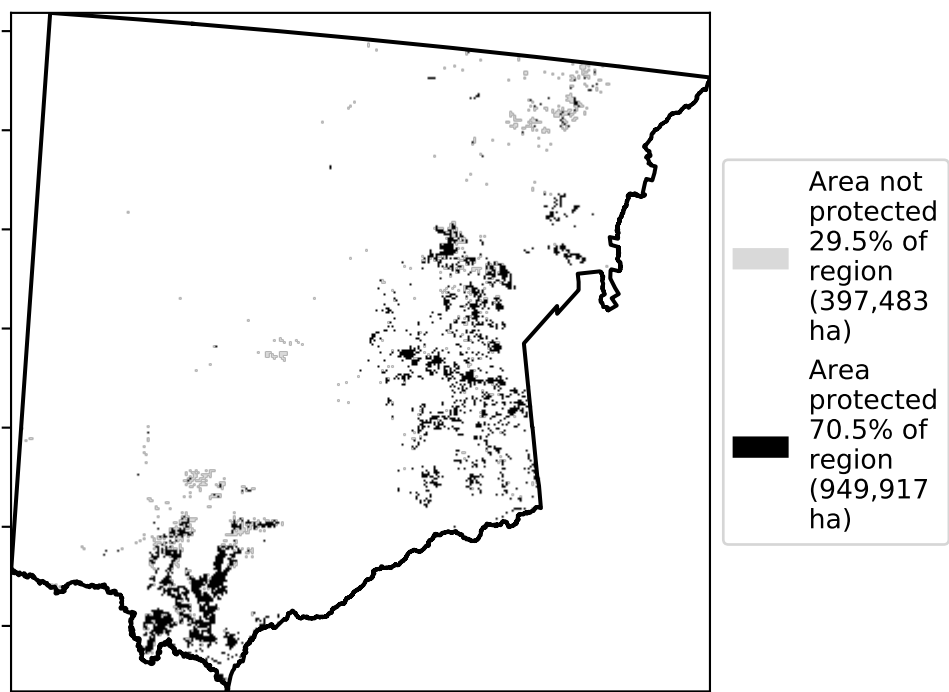 Area not
protected
29.5% of
region
(397,483
ha)
Area
protected
70.5% of
region
(949,917
ha)